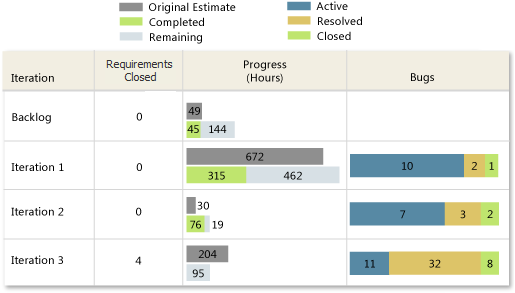 Original Estimate Active
Completed Resolved
Remaining Closed
Iteration Requirements Closed Progress (Hours) Bugs
Backlog 0 49
45 144
Iteration 1 0 672 10 2 1
315 462
Iteration 2 0 30 7 3 2
76 19
Iteration 3 4 204 11 32 8
95